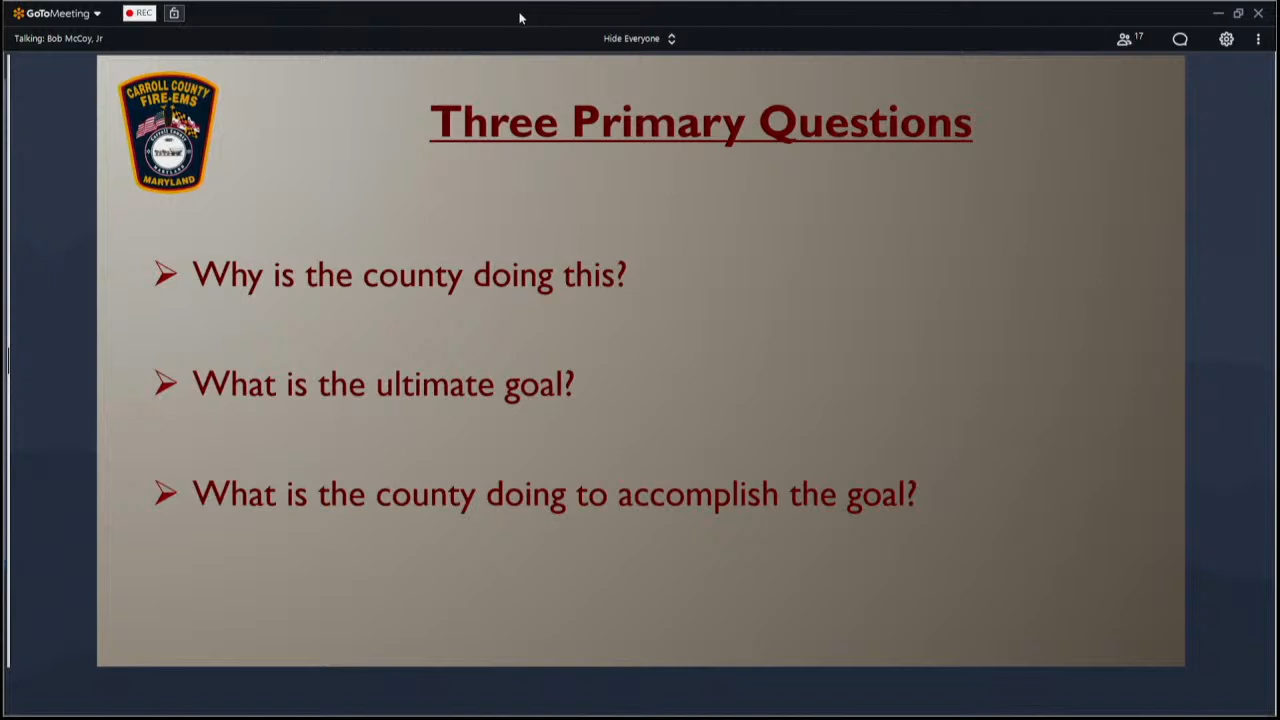 GoToMeeting
REC
Talking: Bob McCoy, Jr
Hide Everyone
17
CARROLL COUNTY
FIRE-EMS
MARYLAND
Three Primary Questions
Why is the county doing this?
What is the ultimate goal?
What is the county doing to accomplish the goal?